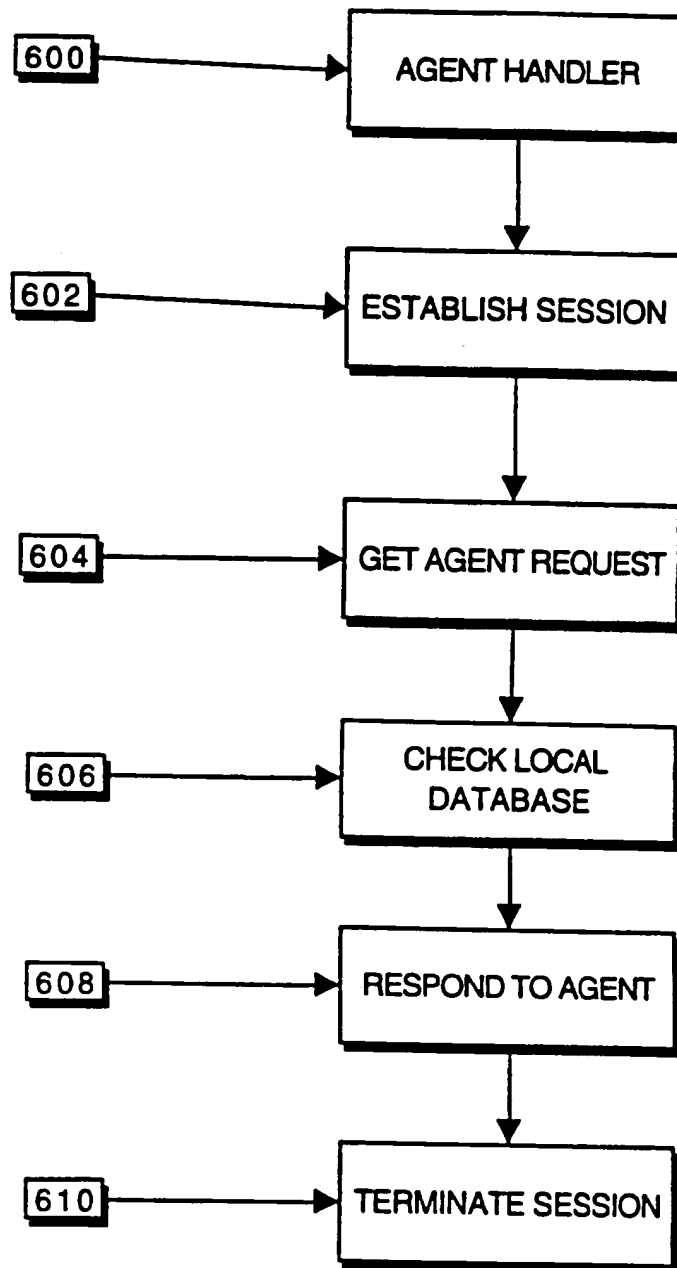 600
AGENT HANDLER
602
ESTABLISH SESSION
604
GET AGENT REQUEST
606
CHECK LOCAL
DATABASE
608
RESPOND TO AGENT
610
TERMINATE SESSION